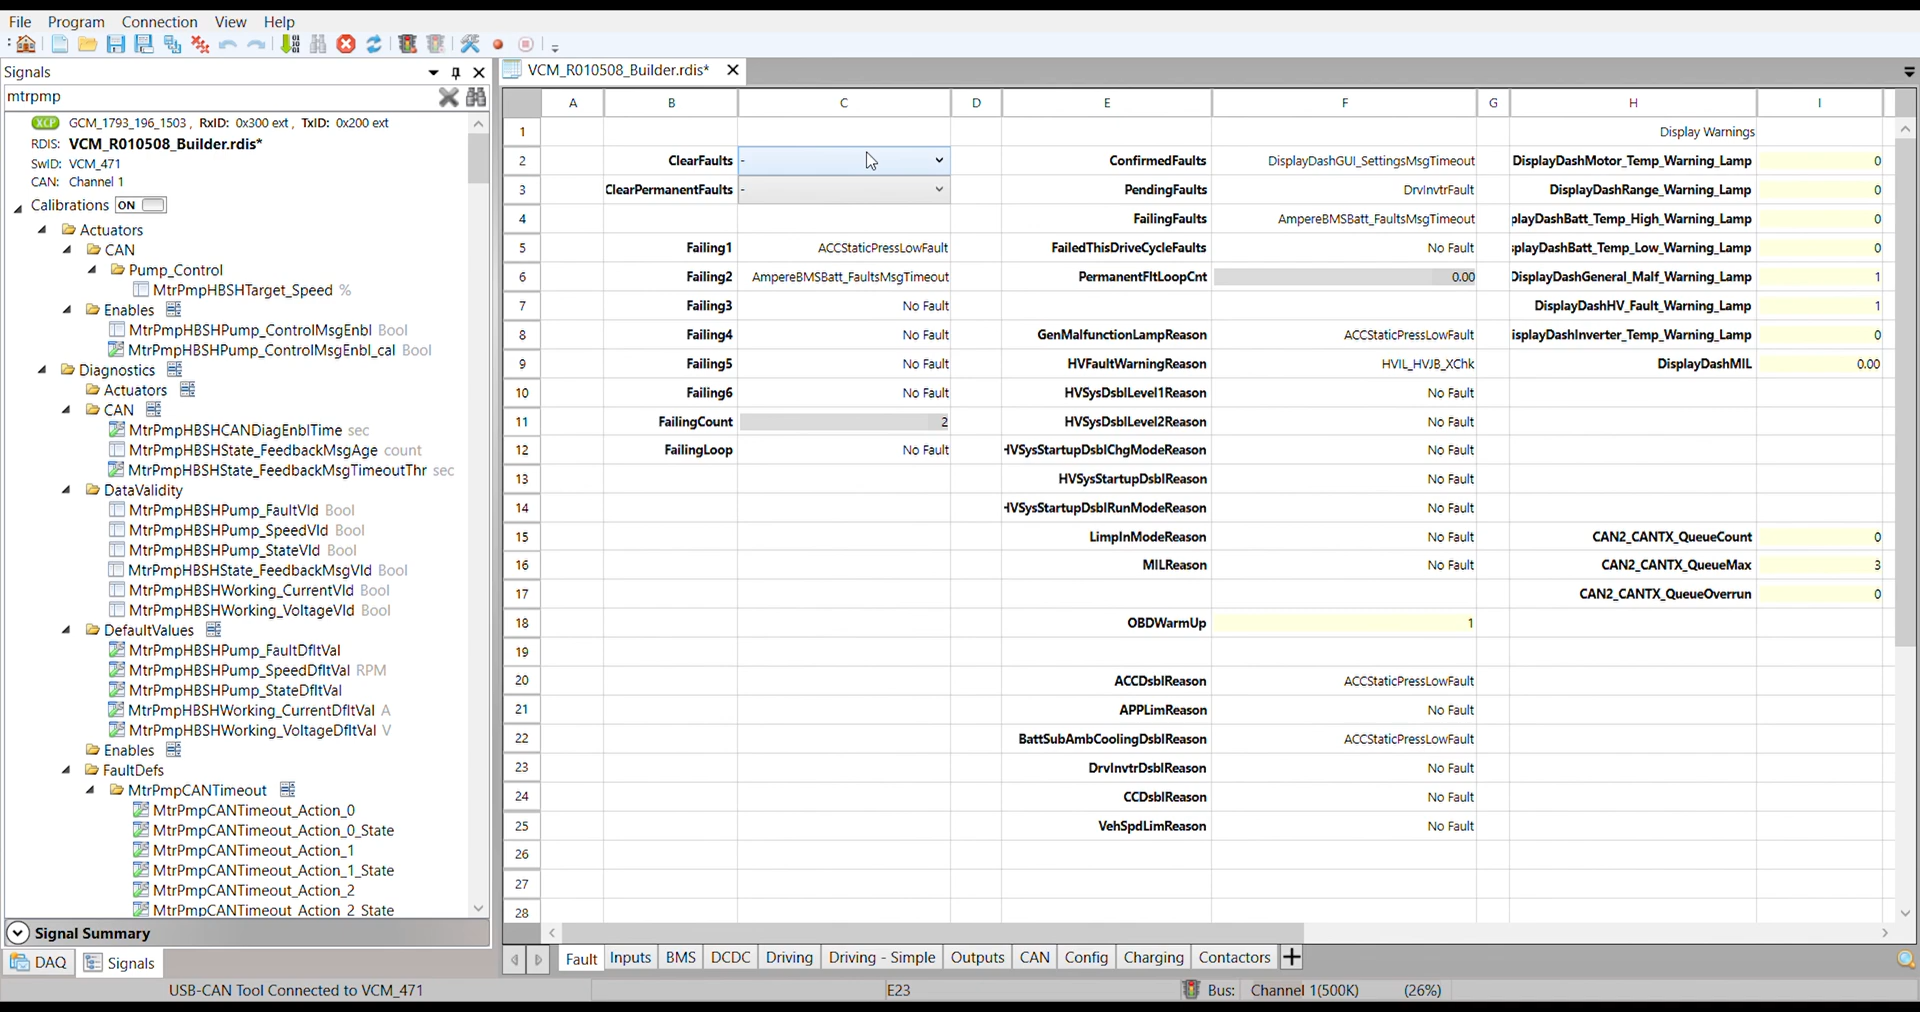 File Program Connection View Help
Signals
VCM_R010508_Builder.rdis*
mtrpmp
XCP GCM_1793_196_1503 , RxID: 0x300 ext , TxID: 0x200 ext
RDIS: VCM_R010508_Builder.rdis*
SwID: VCM_471
CAN: Channel 1
Calibrations ON
Actuators
CAN
Pump_Control
MtrPmpHBSHTarget_Speed %
Enables
MtrPmpHBSHPump_ControlMsgEnbl Bool
MtrPmpHBSHPump_ControlMsgEnbl_cal Bool
Diagnostics
Actuators
CAN
MtrPmpHBSHCANDiagEnblTime sec
MtrPmpHBSHState_FeedbackMsgAge count
MtrPmpHBSHState_FeedbackMsgTimeoutThr sec
DataValidity
MtrPmpHBSHPump_FaultVld Bool
MtrPmpHBSHPump_SpeedVld Bool
MtrPmpHBSHPump_StateVld Bool
MtrPmpHBSHState_FeedbackMsgVld Bool
MtrPmpHBSHWorking_CurrentVld Bool
MtrPmpHBSHWorking_VoltageVld Bool
DefaultValues
MtrPmpHBSHPump_FaultDfltVal
MtrPmpHBSHPump_SpeedDfltVal RPM
MtrPmpHBSHPump_StateDfltVal
MtrPmpHBSHWorking_CurrentDfltVal A
MtrPmpHBSHWorking_VoltageDfltVal V
Enables
FaultDefs
MtrPmpCANTimeout
MtrPmpCANTimeout_Action_0
MtrPmpCANTimeout_Action_0_State
MtrPmpCANTimeout_Action_1
MtrPmpCANTimeout_Action_1_State
MtrPmpCANTimeout_Action_2
MtrPmpCANTimeout_Action_2_State
Signal Summary
DAQ Signals
A B C D E F G H I
1 Display Warnings
2 ClearFaults - ConfirmedFaults DisplayDashGUI_SettingsMsgTimeout DisplayDashMotor_Temp_Warning_Lamp 0
3 ClearPermanentFaults - PendingFaults DrvInvtrFault DisplayDashRange_Warning_Lamp 0
4 FailingFaults AmpereBMSBatt_FaultsMsgTimeout playDashBatt_Temp_High_Warning_Lamp 0
5 Failing1 ACCStaticPressLowFault FailedThisDriveCycleFaults No Fault splayDashBatt_Temp_Low_Warning_Lamp 0
6 Failing2 AmpereBMSBatt_FaultsMsgTimeout PermanentFltLoopCnt 0.00 DisplayDashGeneral_Malf_Warning_Lamp 1
7 Failing3 No Fault DisplayDashHV_Fault_Warning_Lamp 1
8 Failing4 No Fault GenMalfunctionLampReason ACCStaticPressLowFault isplayDashInverter_Temp_Warning_Lamp 0
9 Failing5 No Fault HVFaultWarningReason HVIL_HVJB_XChk DisplayDashMIL 0.00
10 Failing6 No Fault HVSysDsblLevel1Reason No Fault
11 FailingCount 2 HVSysDsblLevel2Reason No Fault
12 FailingLoop No Fault HVSysStartupDsblChgModeReason No Fault
13 HVSysStartupDsblReason No Fault
14 HVSysStartupDsblRunModeReason No Fault
15 LimpInModeReason No Fault CAN2_CANTX_QueueCount 0
16 MILReason No Fault CAN2_CANTX_QueueMax 3
17 CAN2_CANTX_QueueOverrun 0
18 OBDWarmUp 1
19
20 ACCDsblReason ACCStaticPressLowFault
21 APPLimReason No Fault
22 BattSubAmbCoolingDsblReason ACCStaticPressLowFault
23 DrvInvtrDsblReason No Fault
24 CCDsblReason No Fault
25 VehSpdLimReason No Fault
26
27
28
Fault Inputs BMS DCDC Driving Driving - Simple Outputs CAN Config Charging Contactors
USB-CAN Tool Connected to VCM_471 E23 Bus: Channel 1(500K) (26%)